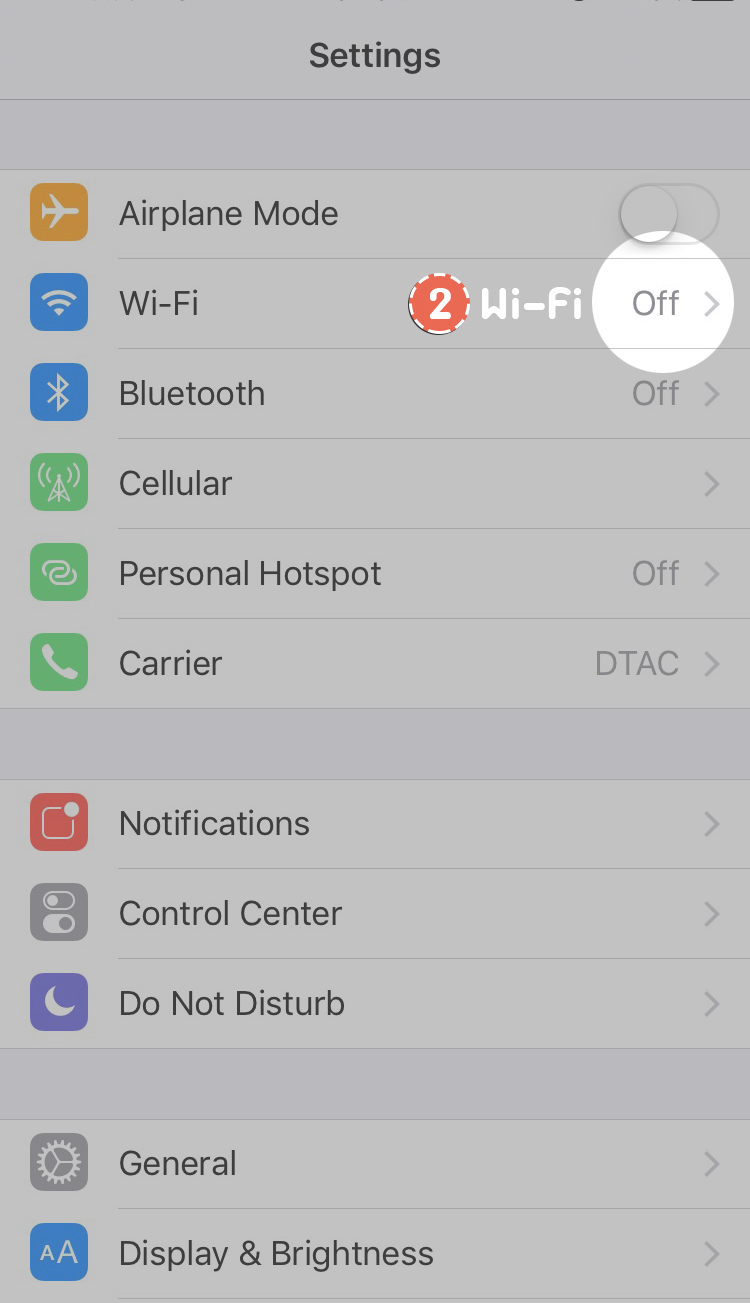 Settings
Airplane Mode
Wi-Fi 2 Wi-Fi Off
Bluetooth Off
Cellular
Personal Hotspot Off
Carrier DTAC
Notifications
Control Center
Do Not Disturb
General
AA Display & Brightness